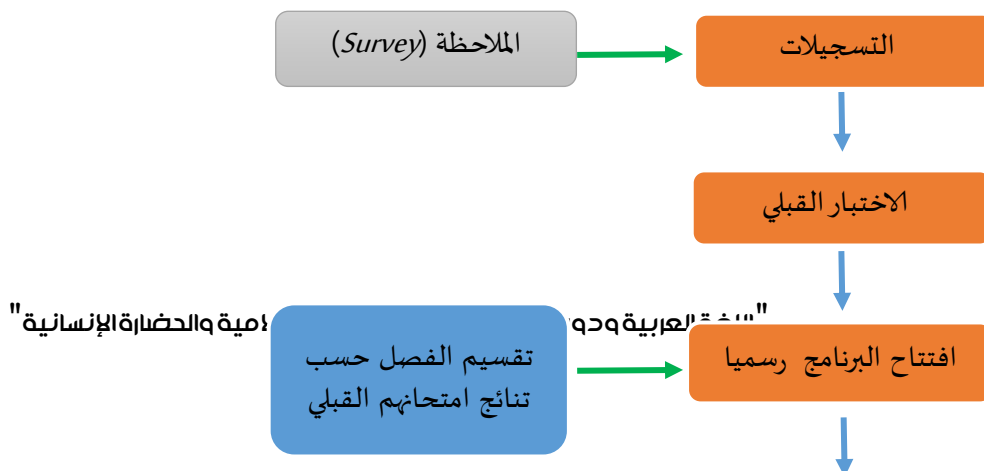 التسجيلات
الملاحظة (Survey)
الاختبار القبلي
العربية
والحضارة الإنسانية"
افتتاح البرنامج رسميا
تقسيم الفصل حسب
تنائج امتحانهم القبلي